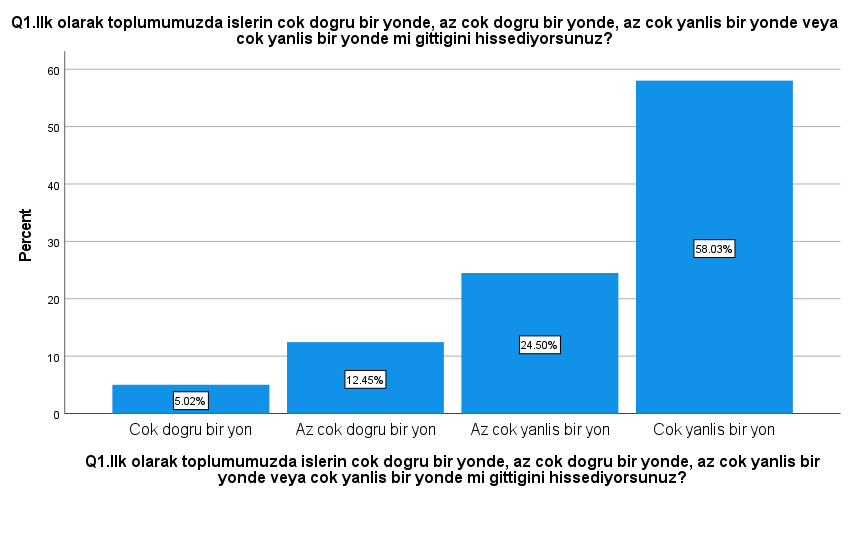 Q1.Ilk olarak toplumumuzda islerin cok dogru bir yonde, az cok dogru bir yonde, az cok yanlis bir yonde veya
cok yanlis bir yonde mi gittigini hissediyorsunuz?
60
50
40
30
20
10
0
Percent
5.02%
12.45%
24.50%
58.03%
Cok dogru bir yon
Az cok dogru bir yon
Az cok yanlis bir yon
Cok yanlis bir yon
Q1.Ilk olarak toplumumuzda islerin cok dogru bir yonde, az cok dogru bir yonde, az cok yanlis bir
yonde veya cok yanlis bir yonde mi gittigini hissediyorsunuz?